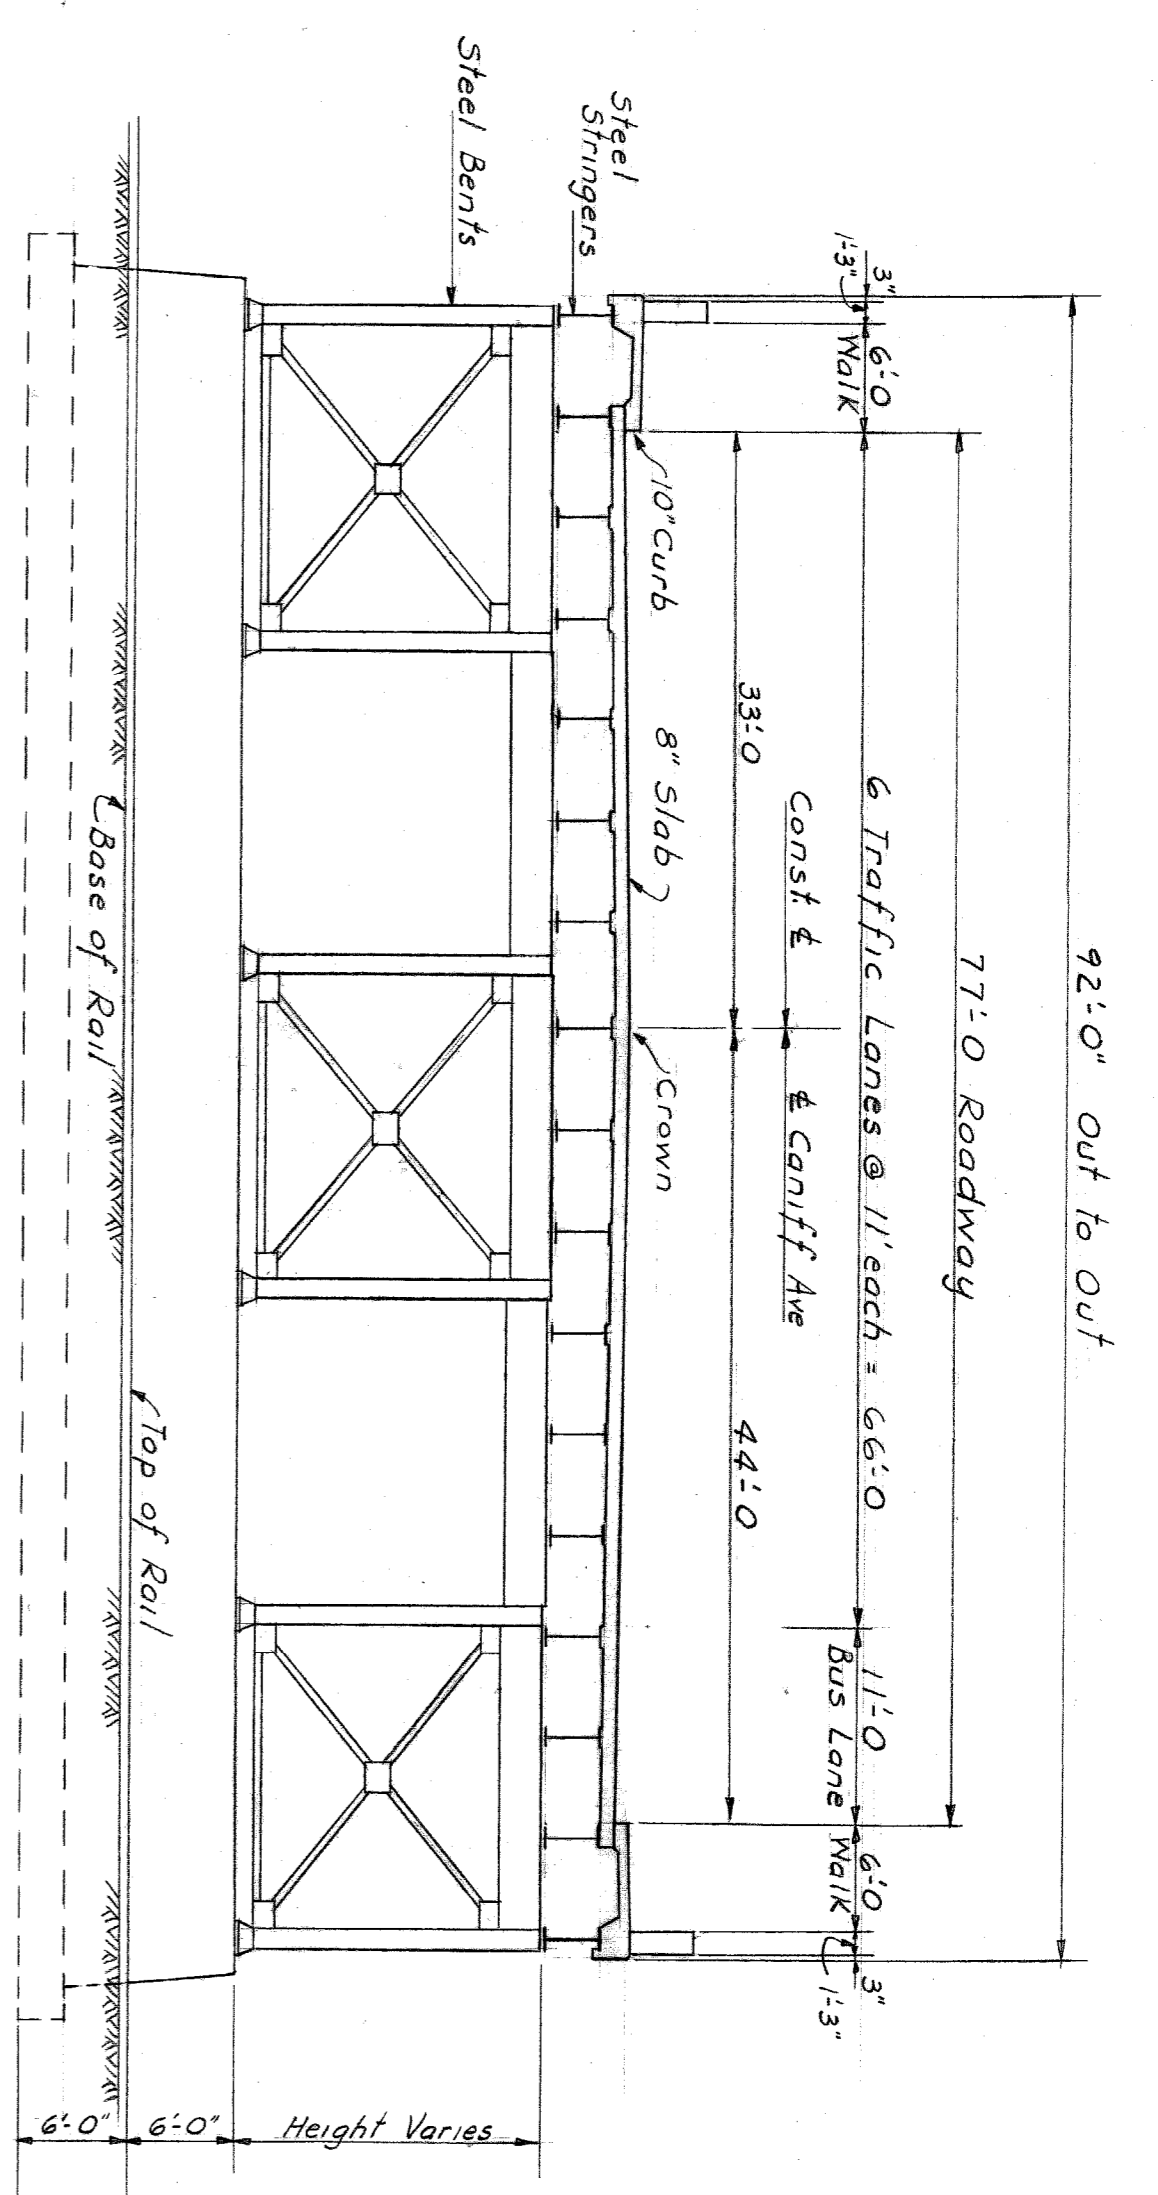 92'-0" Out to Out
77'-0 Roadway
3"
1'-3"
6'-0
Walk
6 Traffic Lanes @ 11' each = 66'-0
11'-0
Bus Lane
6'-0
Walk
3"
1'-3"
Const ℄
℄ Caniff Ave
33'-0
44'-0
10" Curb
8" Slab
Crown
Steel
Stringers
Steel Bents
Height Varies
6'-0"
6'-0"
Top of Rail
Base of Rail